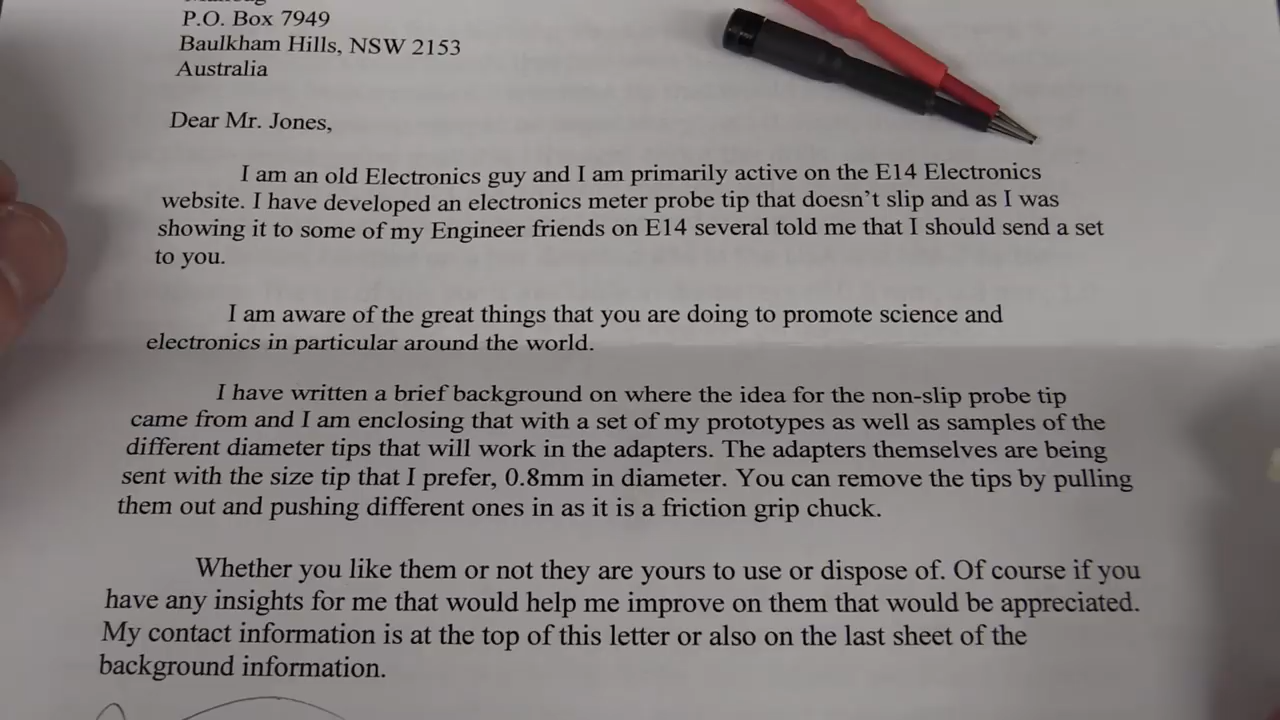 P.O. Box 7949
Baulkham Hills, NSW 2153
Australia
Dear Mr. Jones,
I am an old Electronics guy and I am primarily active on the E14 Electronics
website. I have developed an electronics meter probe tip that doesn’t slip and as I was
showing it to some of my Engineer friends on E14 several told me that I should send a set
to you.
I am aware of the great things that you are doing to promote science and
electronics in particular around the world.
I have written a brief background on where the idea for the non-slip probe tip
came from and I am enclosing that with a set of my prototypes as well as samples of the
different diameter tips that will work in the adapters. The adapters themselves are being
sent with the size tip that I prefer, 0.8mm in diameter. You can remove the tips by pulling
them out and pushing different ones in as it is a friction grip chuck.
Whether you like them or not they are yours to use or dispose of. Of course if you
have any insights for me that would help me improve on them that would be appreciated.
My contact information is at the top of this letter or also on the last sheet of the
background information.